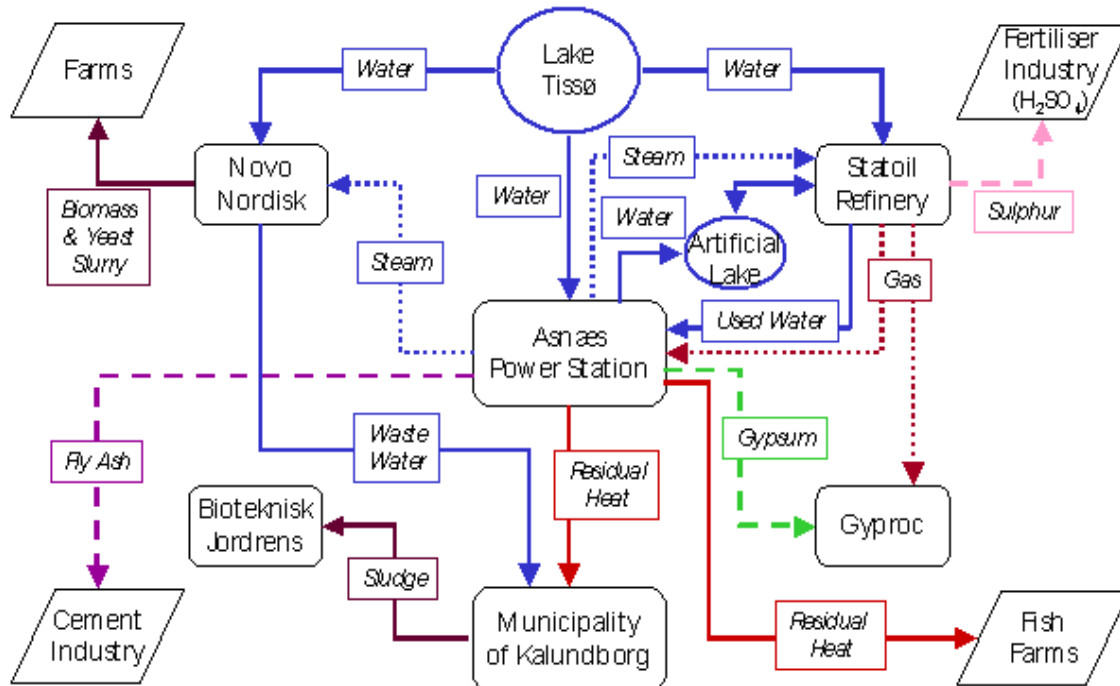 Farms
Water
Lake
Tissø
Water
Fertiliser
Industry
(H₂SO₄)
Novo
Nordisk
Steam
Statoil
Refinery
Biomass
& Yeast
Slurry
Water
Water
Sulphur
Steam
Artificial
Lake
Gas
Used Water
Asnæs
Power Station
Fly Ash
Waste
Water
Residual
Heat
Gypsum
Bioteknisk
Jordrens
Gyproc
Sludge
Cement
Industry
Municipality
of Kalundborg
Residual
Heat
Fish
Farms